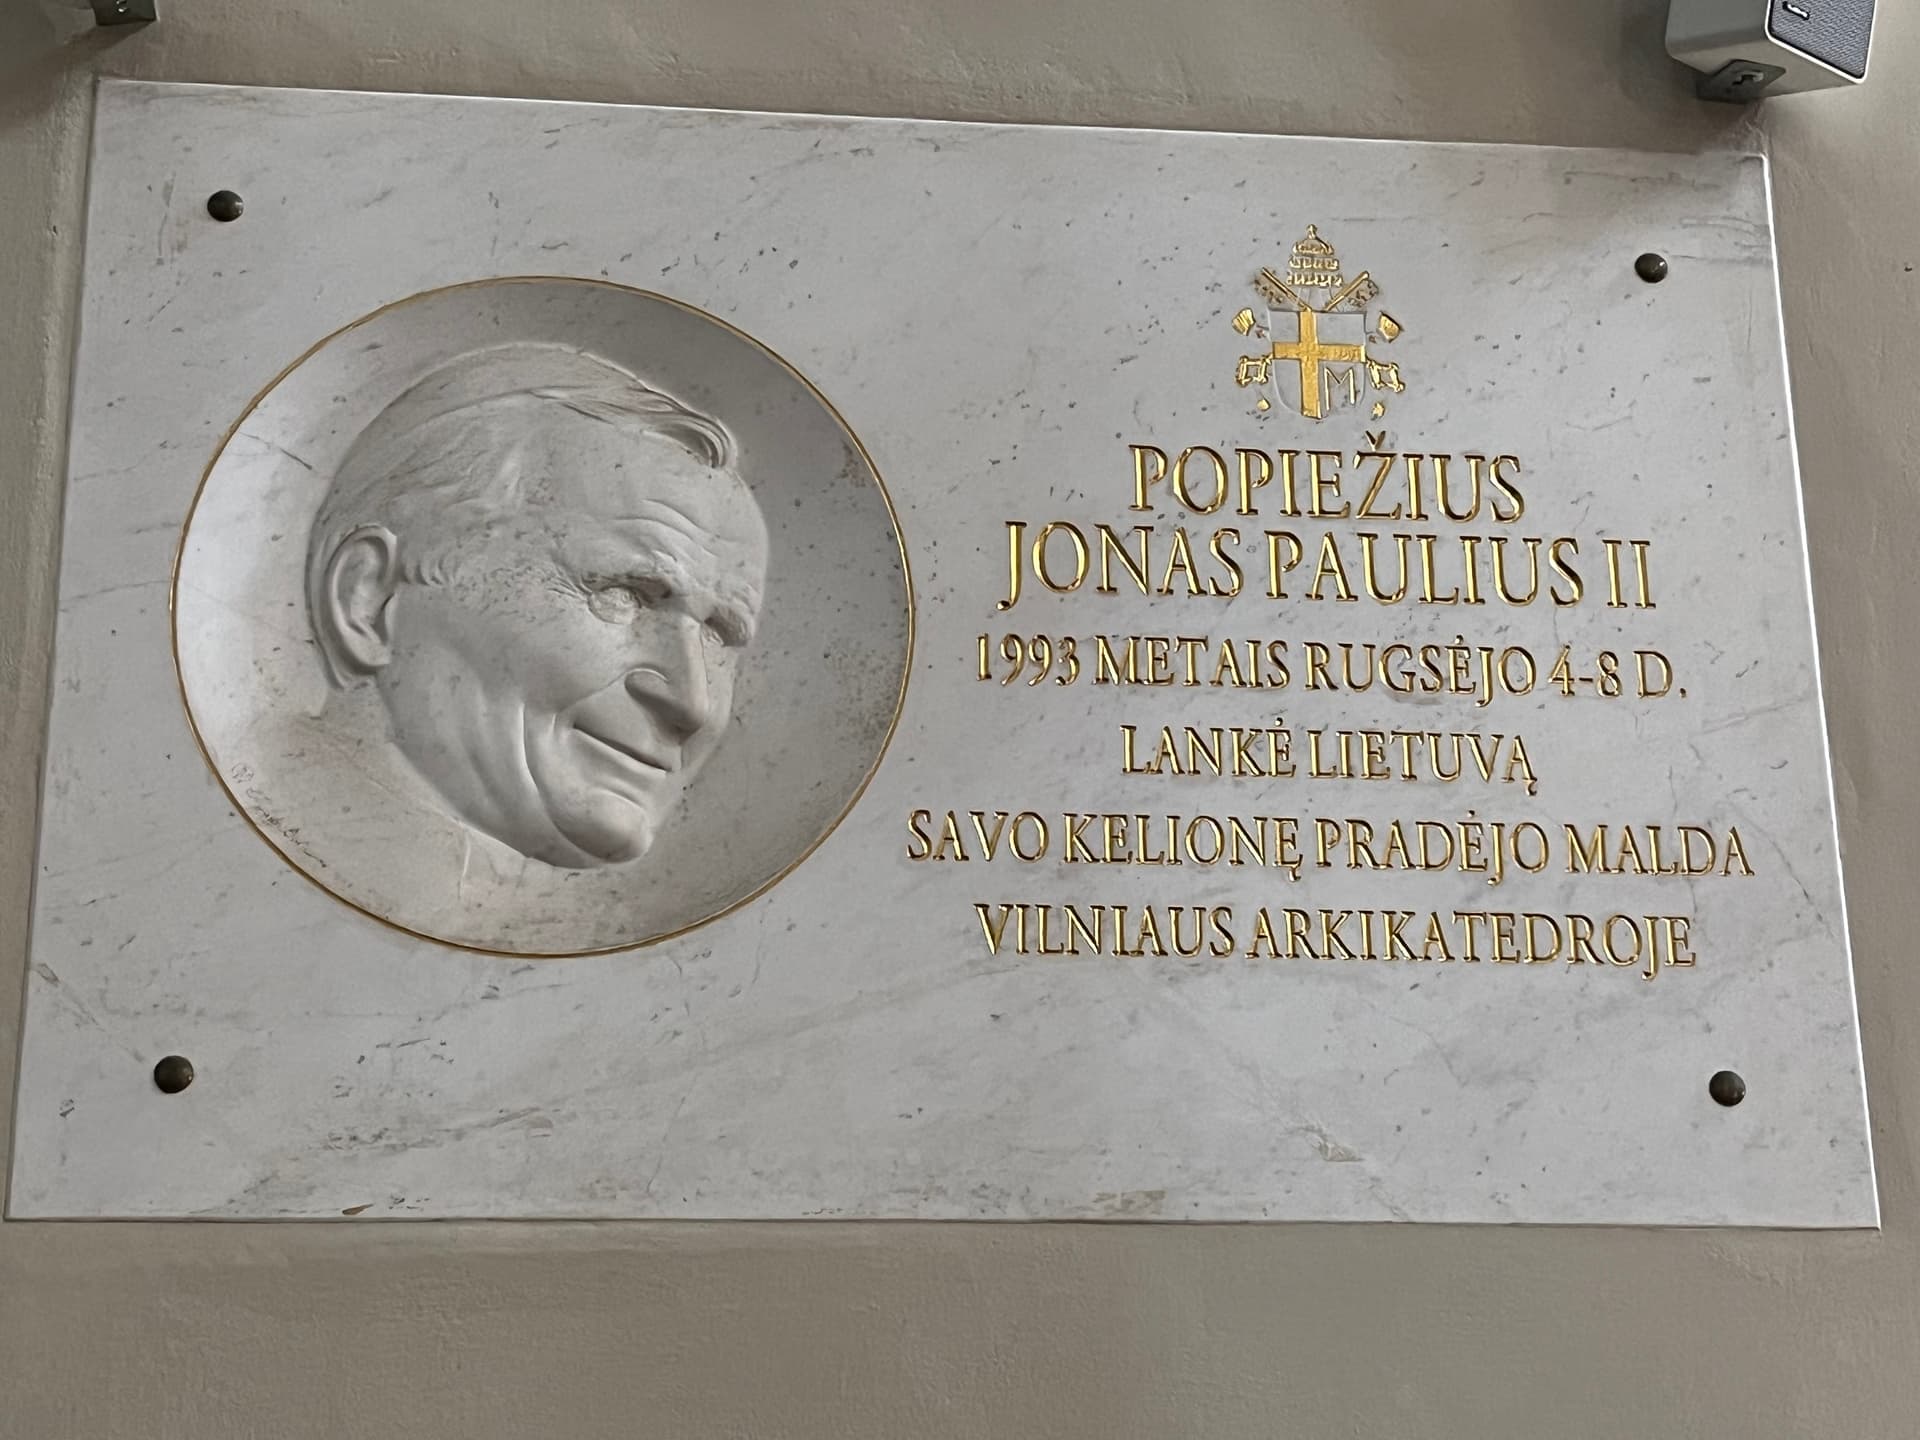 M
POPIEŽIUS
JONAS PAULIUS II
1993 METAIS RUGSĖJO 4-8 D.
LANKĖ LIETUVĄ
SAVO KELIONĘ PRADĖJO MALDA
VILNIAUS ARKIKATEDROJE